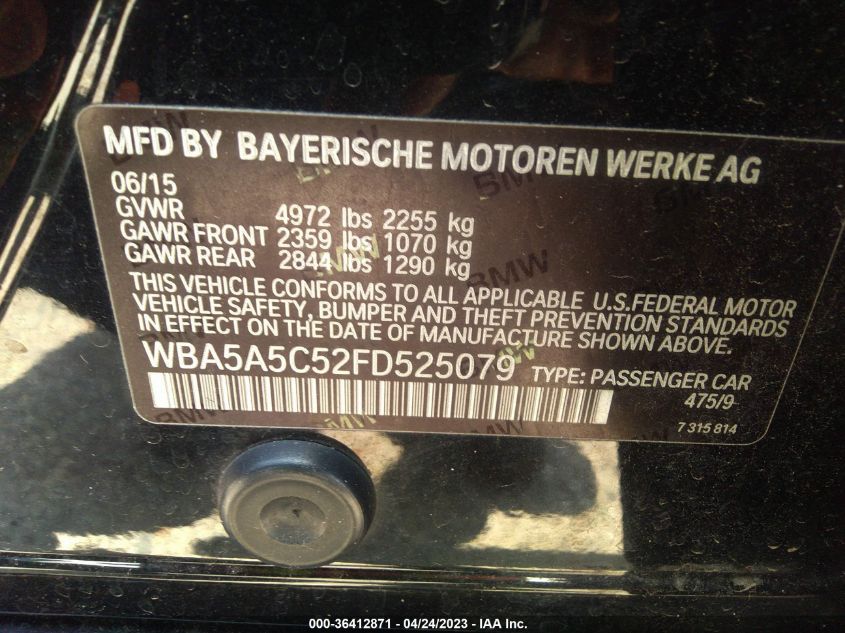 MFD BY BAYERISCHE MOTOREN WERKE AG
06/15
GVWR 4972 lbs 2255 kg
GAWR FRONT 2359 lbs 1070 kg
GAWR REAR 2844 lbs 1290 kg
THIS VEHICLE CONFORMS TO ALL APPLICABLE U.S.FEDERAL MOTOR
VEHICLE SAFETY, BUMPER AND THEFT PREVENTION STANDARDS
IN EFFECT ON THE DATE OF MANUFACTURE SHOWN ABOVE.
WBA5A5C52FD525079 TYPE: PASSENGER CAR
475/9
7 315 814
BMW
000-36412871 - 04/24/2023 - IAA Inc.